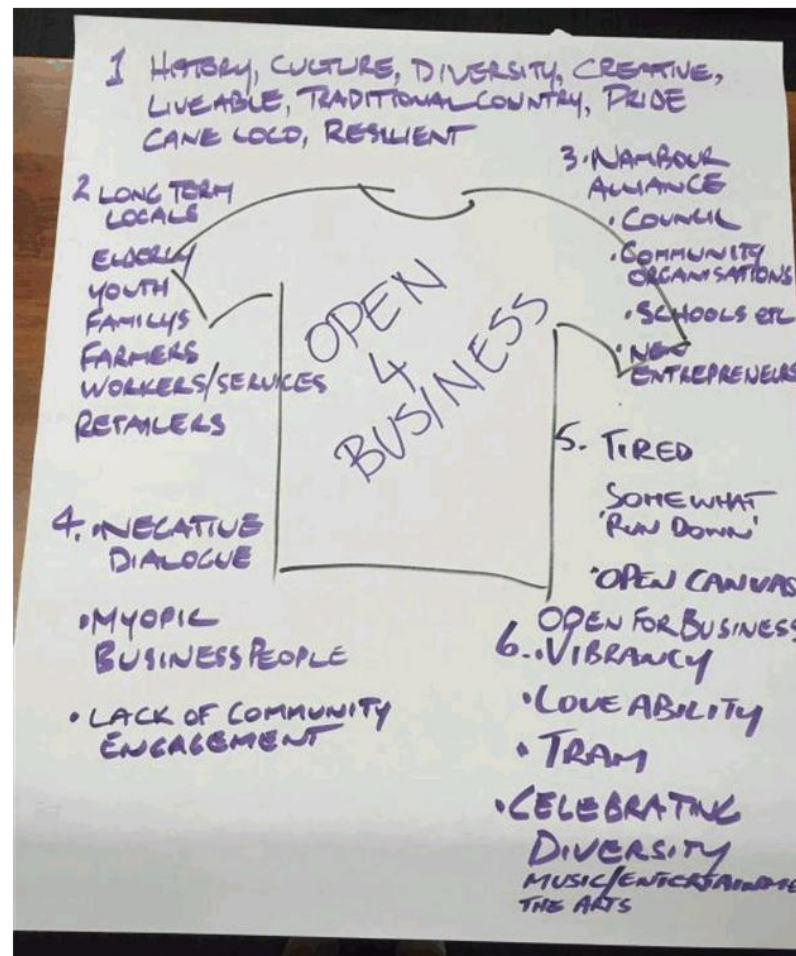 1 HISTORY, CULTURE, DIVERSITY, CREATIVE,
LIVEABLE, TRADITIONAL COUNTRY, PRIDE
CANE LOCO, RESILIENT
2 LONG TERM
LOCALS
ELDERLY
YOUTH
FAMILYS
FARMERS
WORKERS/SERVICES
RETAILERS
3. NAMBOUR
ALLIANCE
• COUNCIL
• COMMUNITY
ORGANISATIONS
• SCHOOLS ETC
• NEW
ENTREPRENEURS
OPEN
4
BUSINESS
4. • NEGATIVE
DIALOGUE
• MYOPIC
BUSINESS PEOPLE
• LACK OF COMMUNITY
ENGAGEMENT
5. TIRED
SOMEWHAT
'RUN DOWN'
• OPEN CANVAS
OPEN FOR BUSINESS
6. • VIBRANCY
• LOVE ABILITY
• TRAM
• CELEBRATING
DIVERSITY
MUSIC/ENTERTAINME
THE ARTS